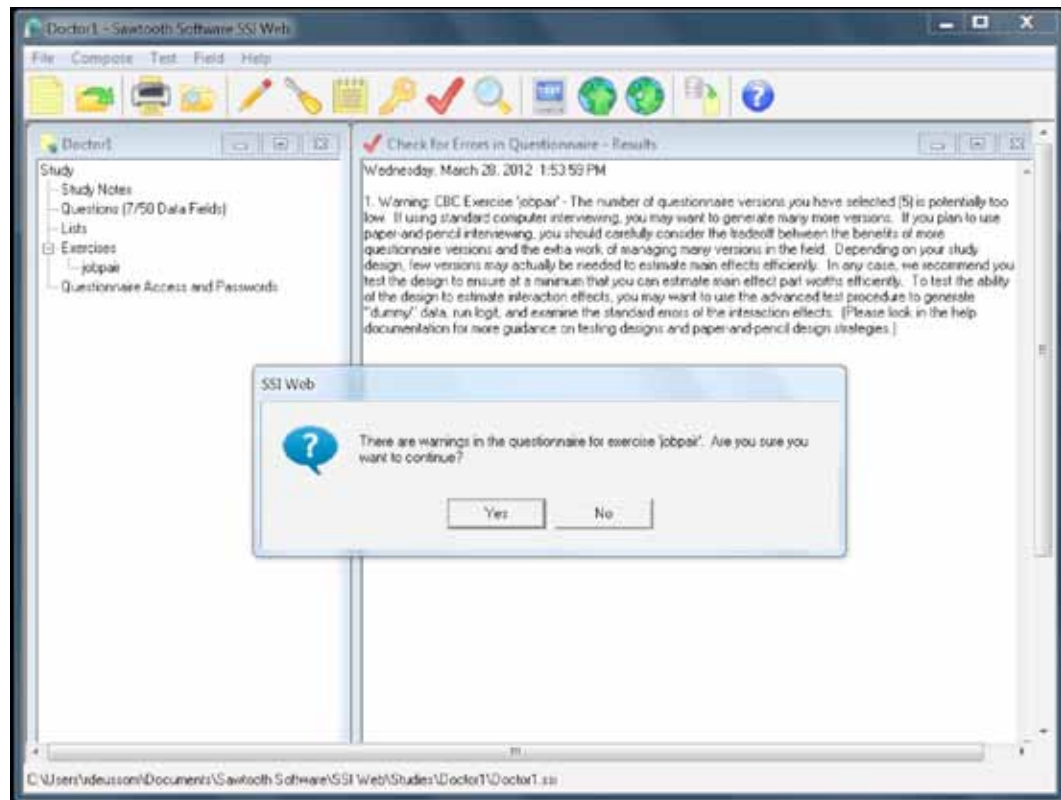 Doctor1 - Sawtooth Software SSI Web
File Compose Test Field Help
Doctor1
Study
Study Notes
Questions (7/50 Data Fields)
Lists
Exercises
jobpair
Questionnaire Access and Passwords
Check for Errors in Questionnaire - Results
Wednesday, March 28, 2012 1:53:59 PM
1. Warning: CBC Exercise 'jobpair' - The number of questionnaire versions you have selected (5) is potentially too
low. If using standard computer interviewing, you may want to generate many more versions. If you plan to use
paper-and-pencil interviewing, you should carefully consider the tradeoff between the benefits of more
questionnaire versions and the extra work of managing many versions in the field. Depending on your study
design, few versions may actually be needed to estimate main effects efficiently. In any case, we recommend you
test the design to ensure at a minimum that you can estimate main effect part worths efficiently. To test the ability
of the design to estimate interaction effects, you may want to use the advanced test procedure to generate
"dummy" data, run logit, and examine the standard errors of the interaction effects. (Please look in the help
documentation for more guidance on testing designs and paper-and-pencil design strategies.)
SSI Web
There are warnings in the questionnaire for exercise 'jobpair'. Are you sure you
want to continue?
Yes No
C:\Users\rdeussom\Documents\Sawtooth Software\SSI Web\Studies\Doctor1\Doctor1.ssi